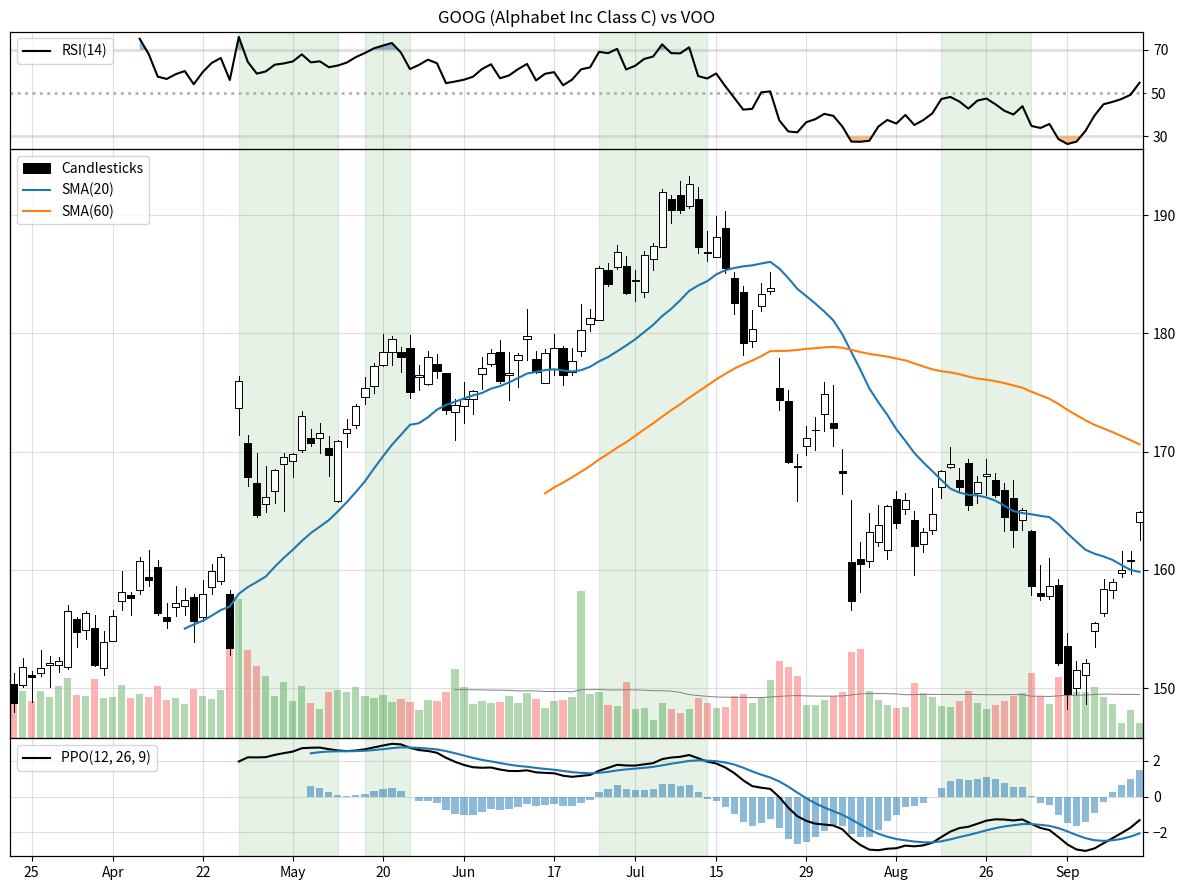 GOOG (Alphabet Inc Class C) vs VOO
RSI(14)
70
50
30
Candlesticks
SMA(20)
SMA(60)
190
180
170
160
150
PPO(12, 26, 9)
2
0
−2
25 Apr 22 May 20 Jun 17 Jul 15 29 Aug 26 Sep